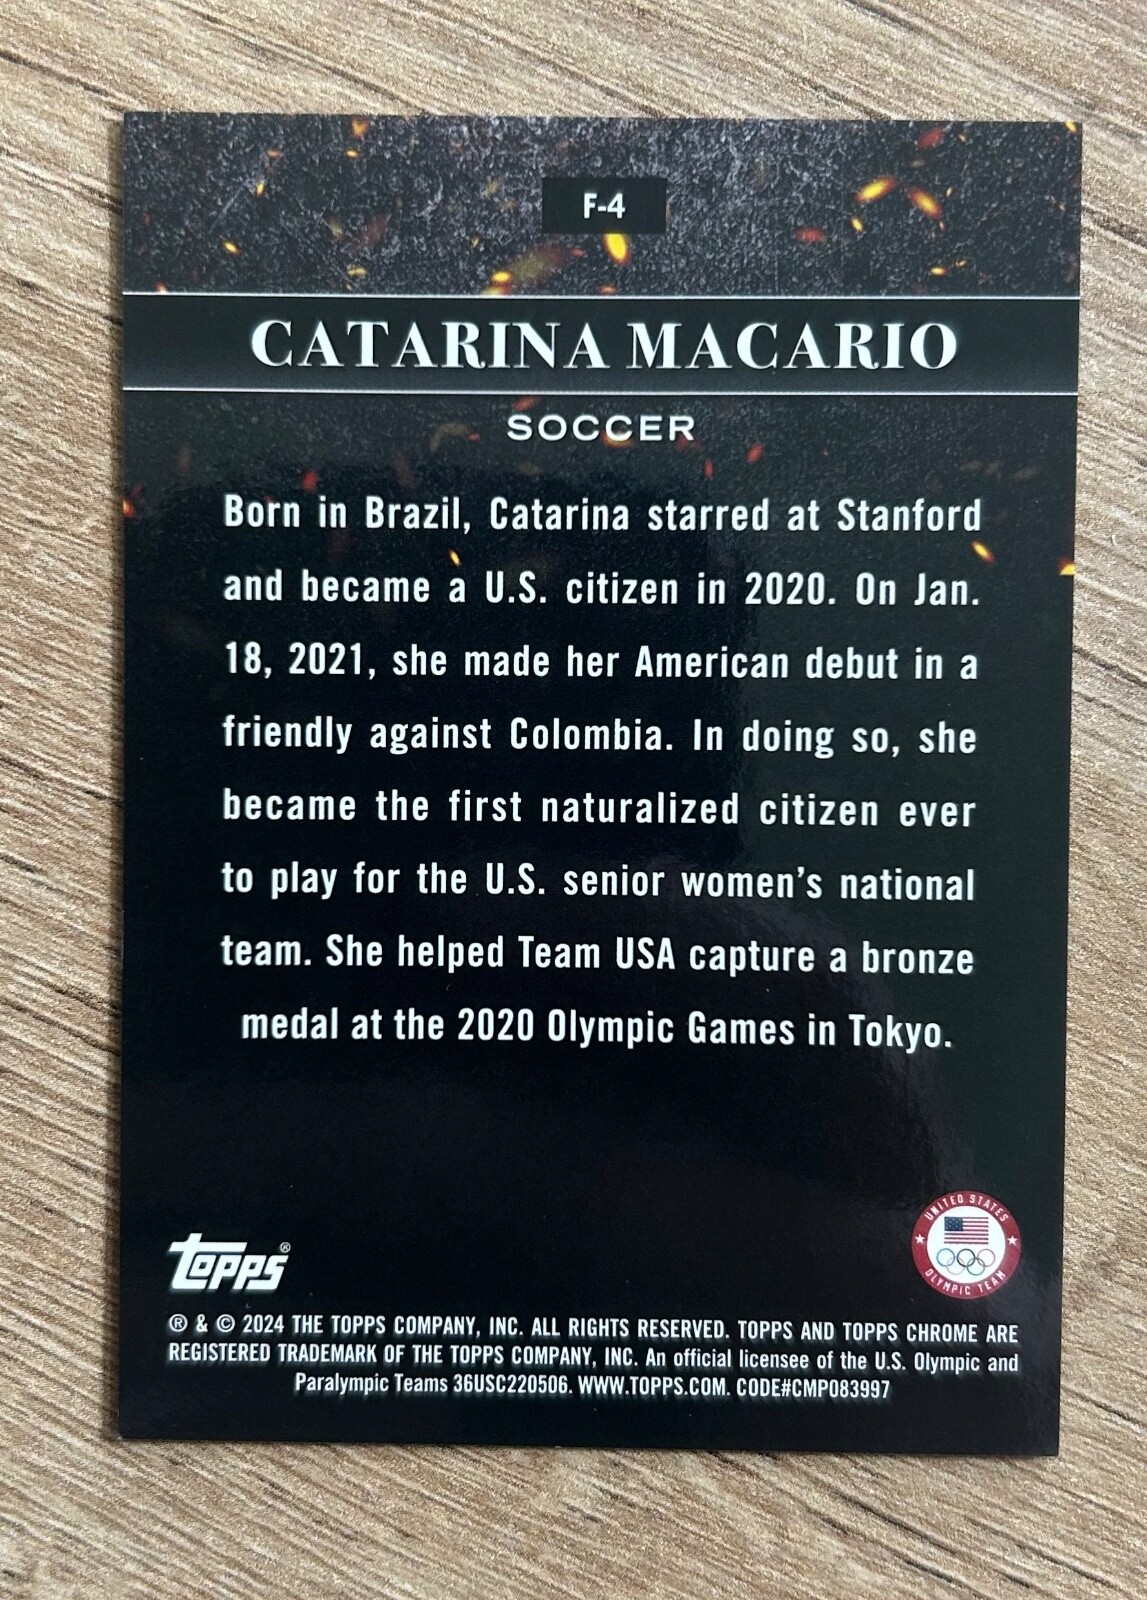 F-4
CATARINA MACARIO
SOCCER
Born in Brazil, Catarina starred at Stanford
and became a U.S. citizen in 2020. On Jan.
18, 2021, she made her American debut in a
friendly against Colombia. In doing so, she
became the first naturalized citizen ever
to play for the U.S. senior women's national
team. She helped Team USA capture a bronze
medal at the 2020 Olympic Games in Tokyo.
UNITED STATES
OLYMPIC TEAM
topps®
® & © 2024 THE TOPPS COMPANY, INC. ALL RIGHTS RESERVED. TOPPS AND TOPPS CHROME ARE
REGISTERED TRADEMARK OF THE TOPPS COMPANY, INC. An official licensee of the U.S. Olympic and
Paralympic Teams 36USC220506. WWW.TOPPS.COM. CODE#CMP083997